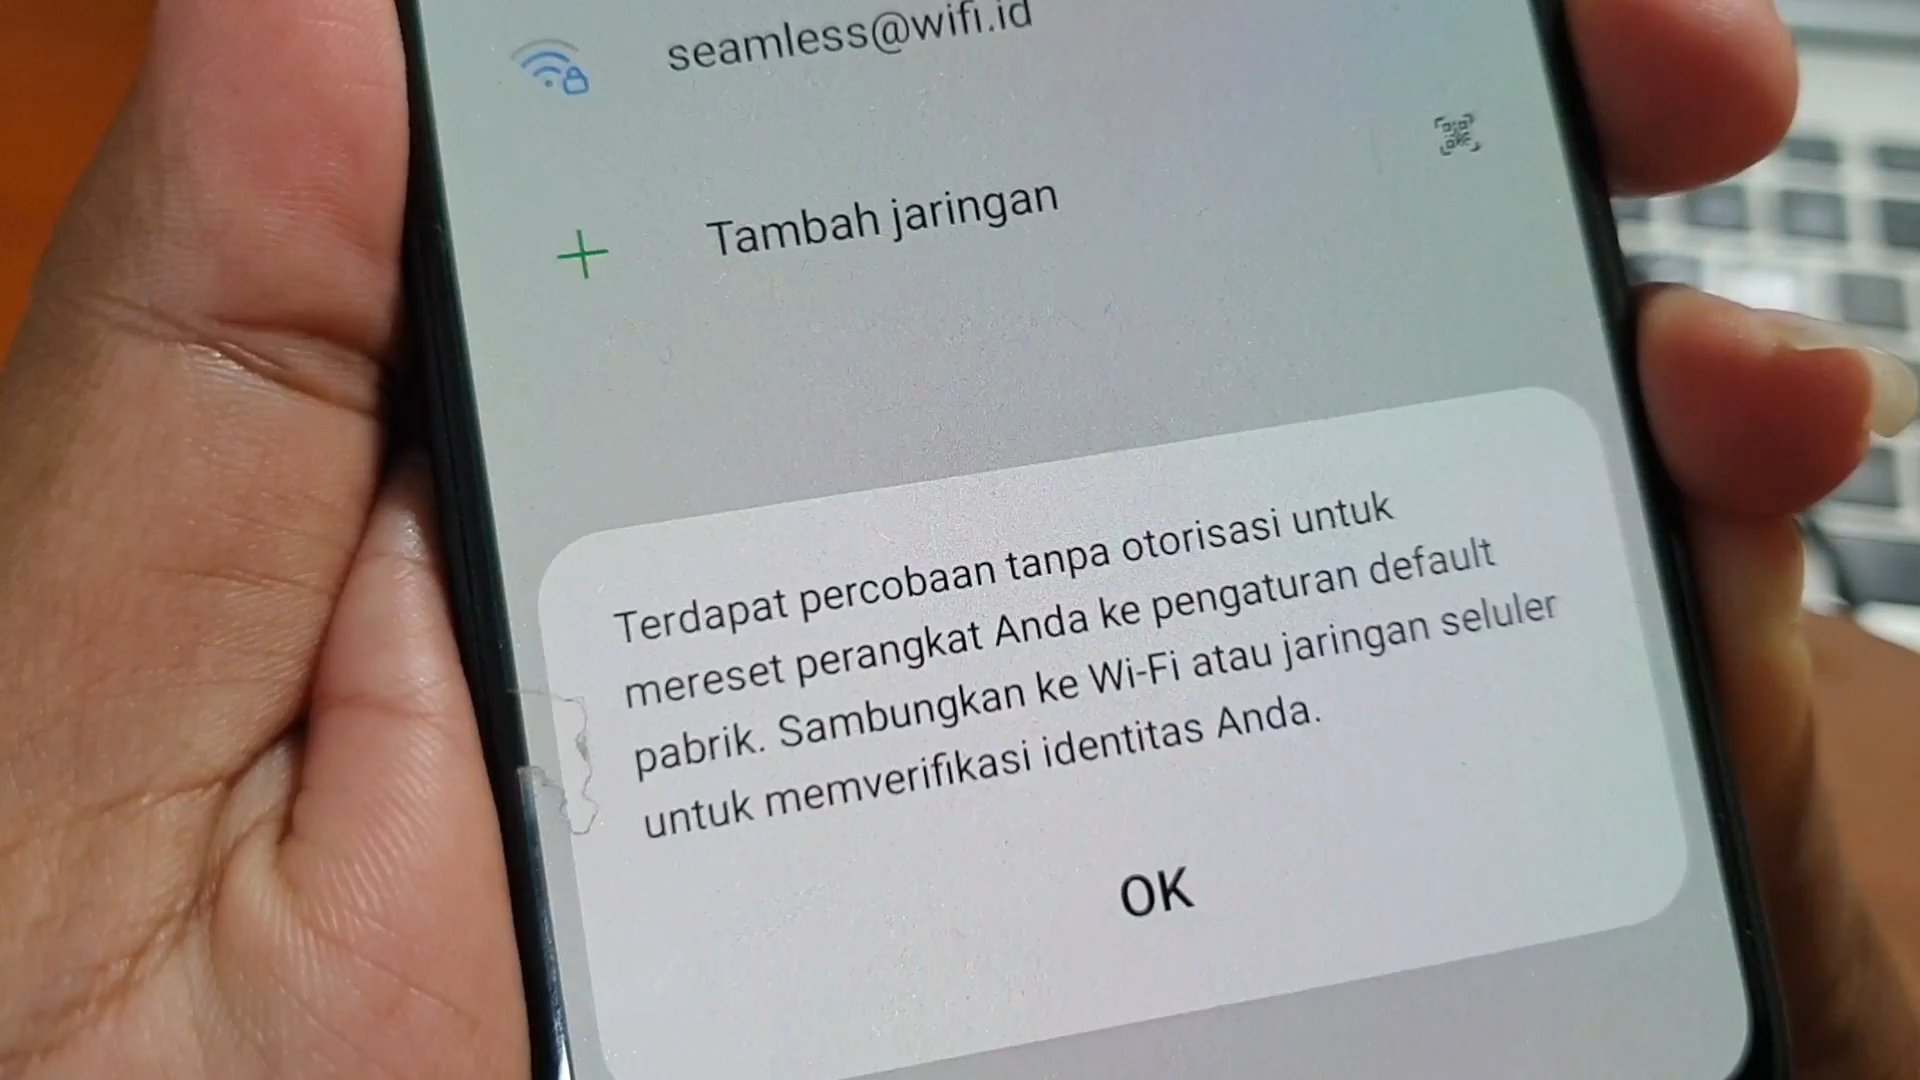 seamless@wifi.id
Tambah jaringan
Terdapat percobaan tanpa otorisasi untuk
mereset perangkat Anda ke pengaturan default
pabrik. Sambungkan ke Wi-Fi atau jaringan seluler
untuk memverifikasi identitas Anda.
OK